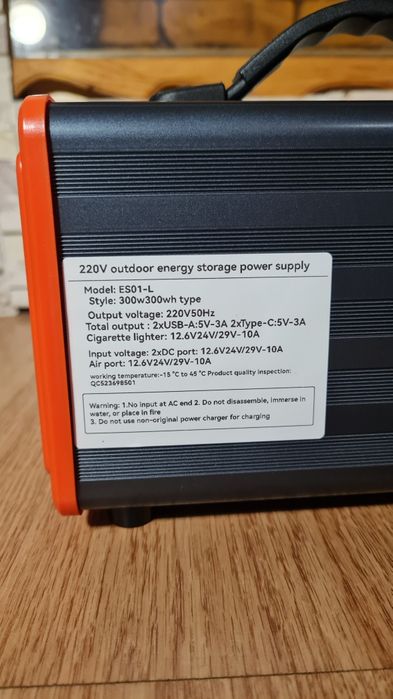 220V outdoor energy storage power supply
Model: ES01-L
Style: 300w300wh type
Output voltage: 220V50Hz
Total output : 2xUSB-A:5V-3A 2xType-C:5V-3A
Cigarette lighter: 12.6V24V/29V-10A
Input voltage: 2xDC port: 12.6V24V/29V-10A
Air port: 12.6V24V/29V-10A
working temperature:-15 °C to 45 °C Product quality inspection:
QC523698501
Warning: 1.No input at AC end 2. Do not disassemble, immerse in
water, or place in fire
3. Do not use non-original power charger for charging